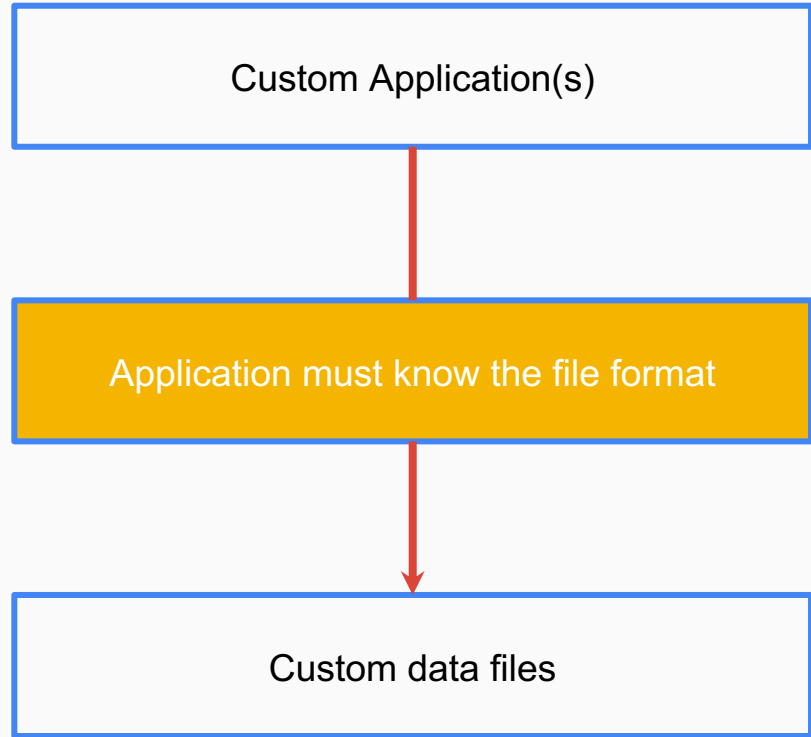 Custom Application(s)
Application must know the file format
Custom data files